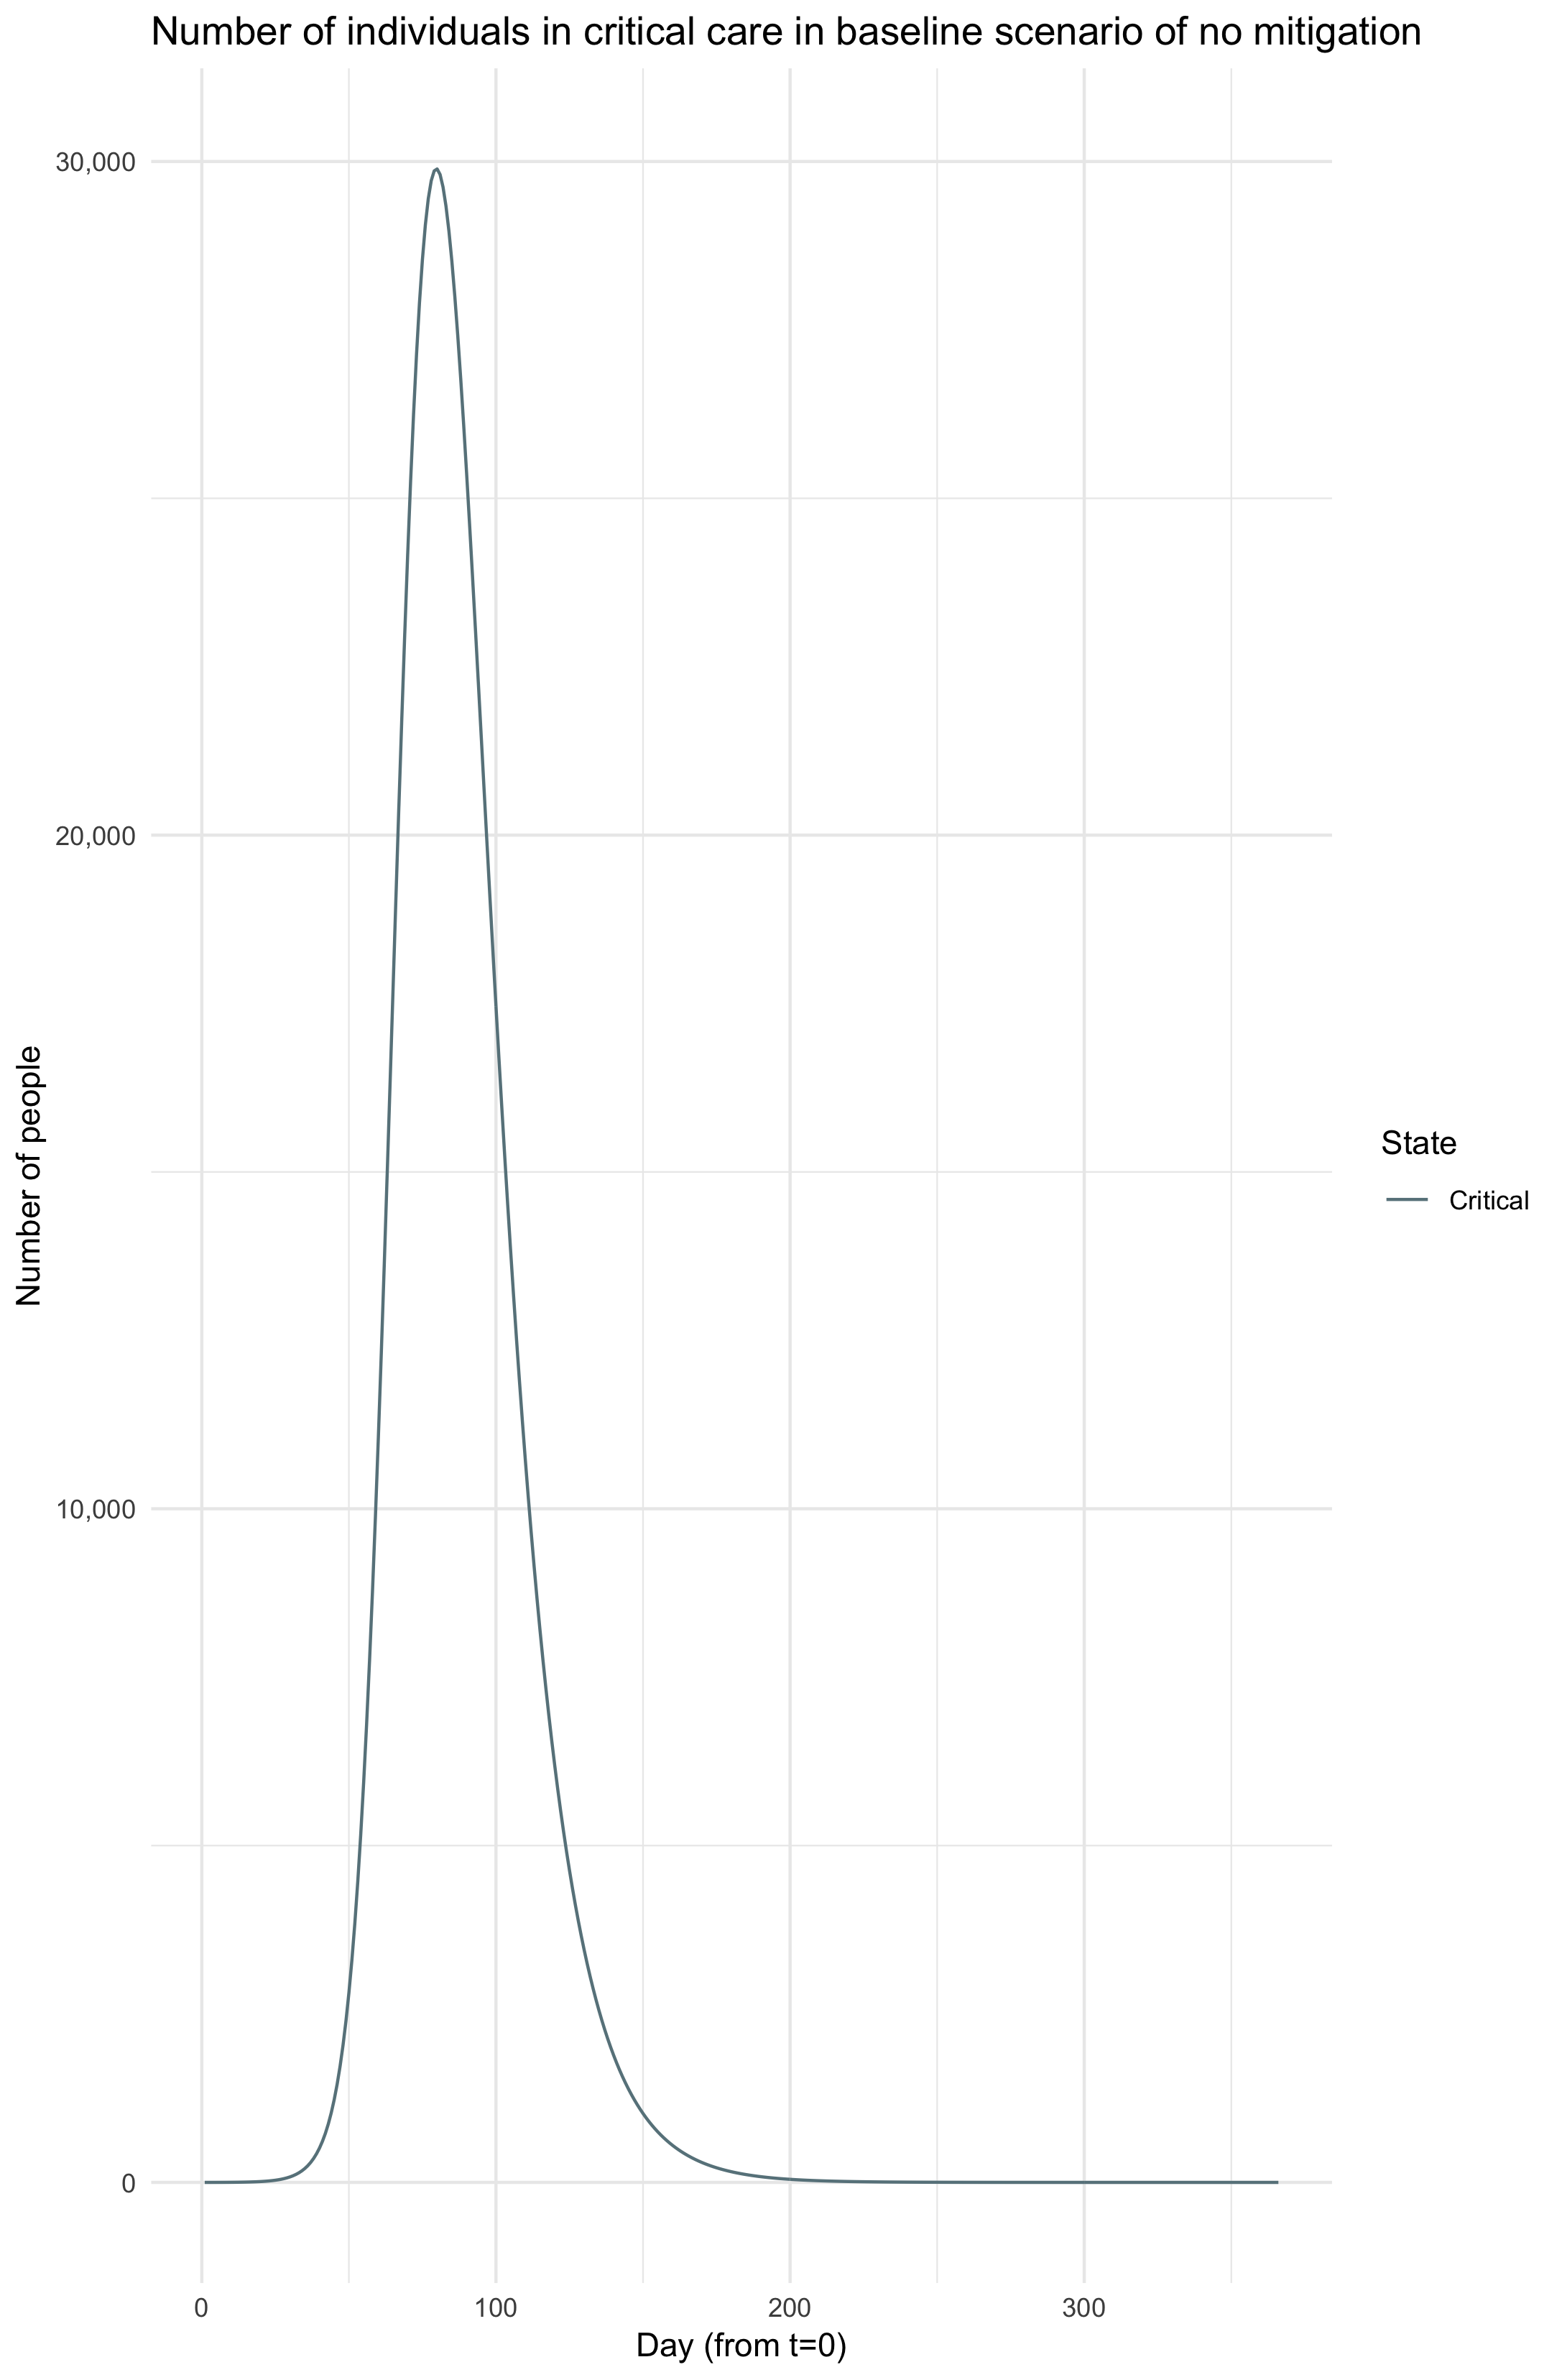 Number of individuals in critical care in baseline scenario of no mitigation
30,000
20,000
10,000
0
Number of people
0 100 200 300
Day (from t=0)
State
Critical